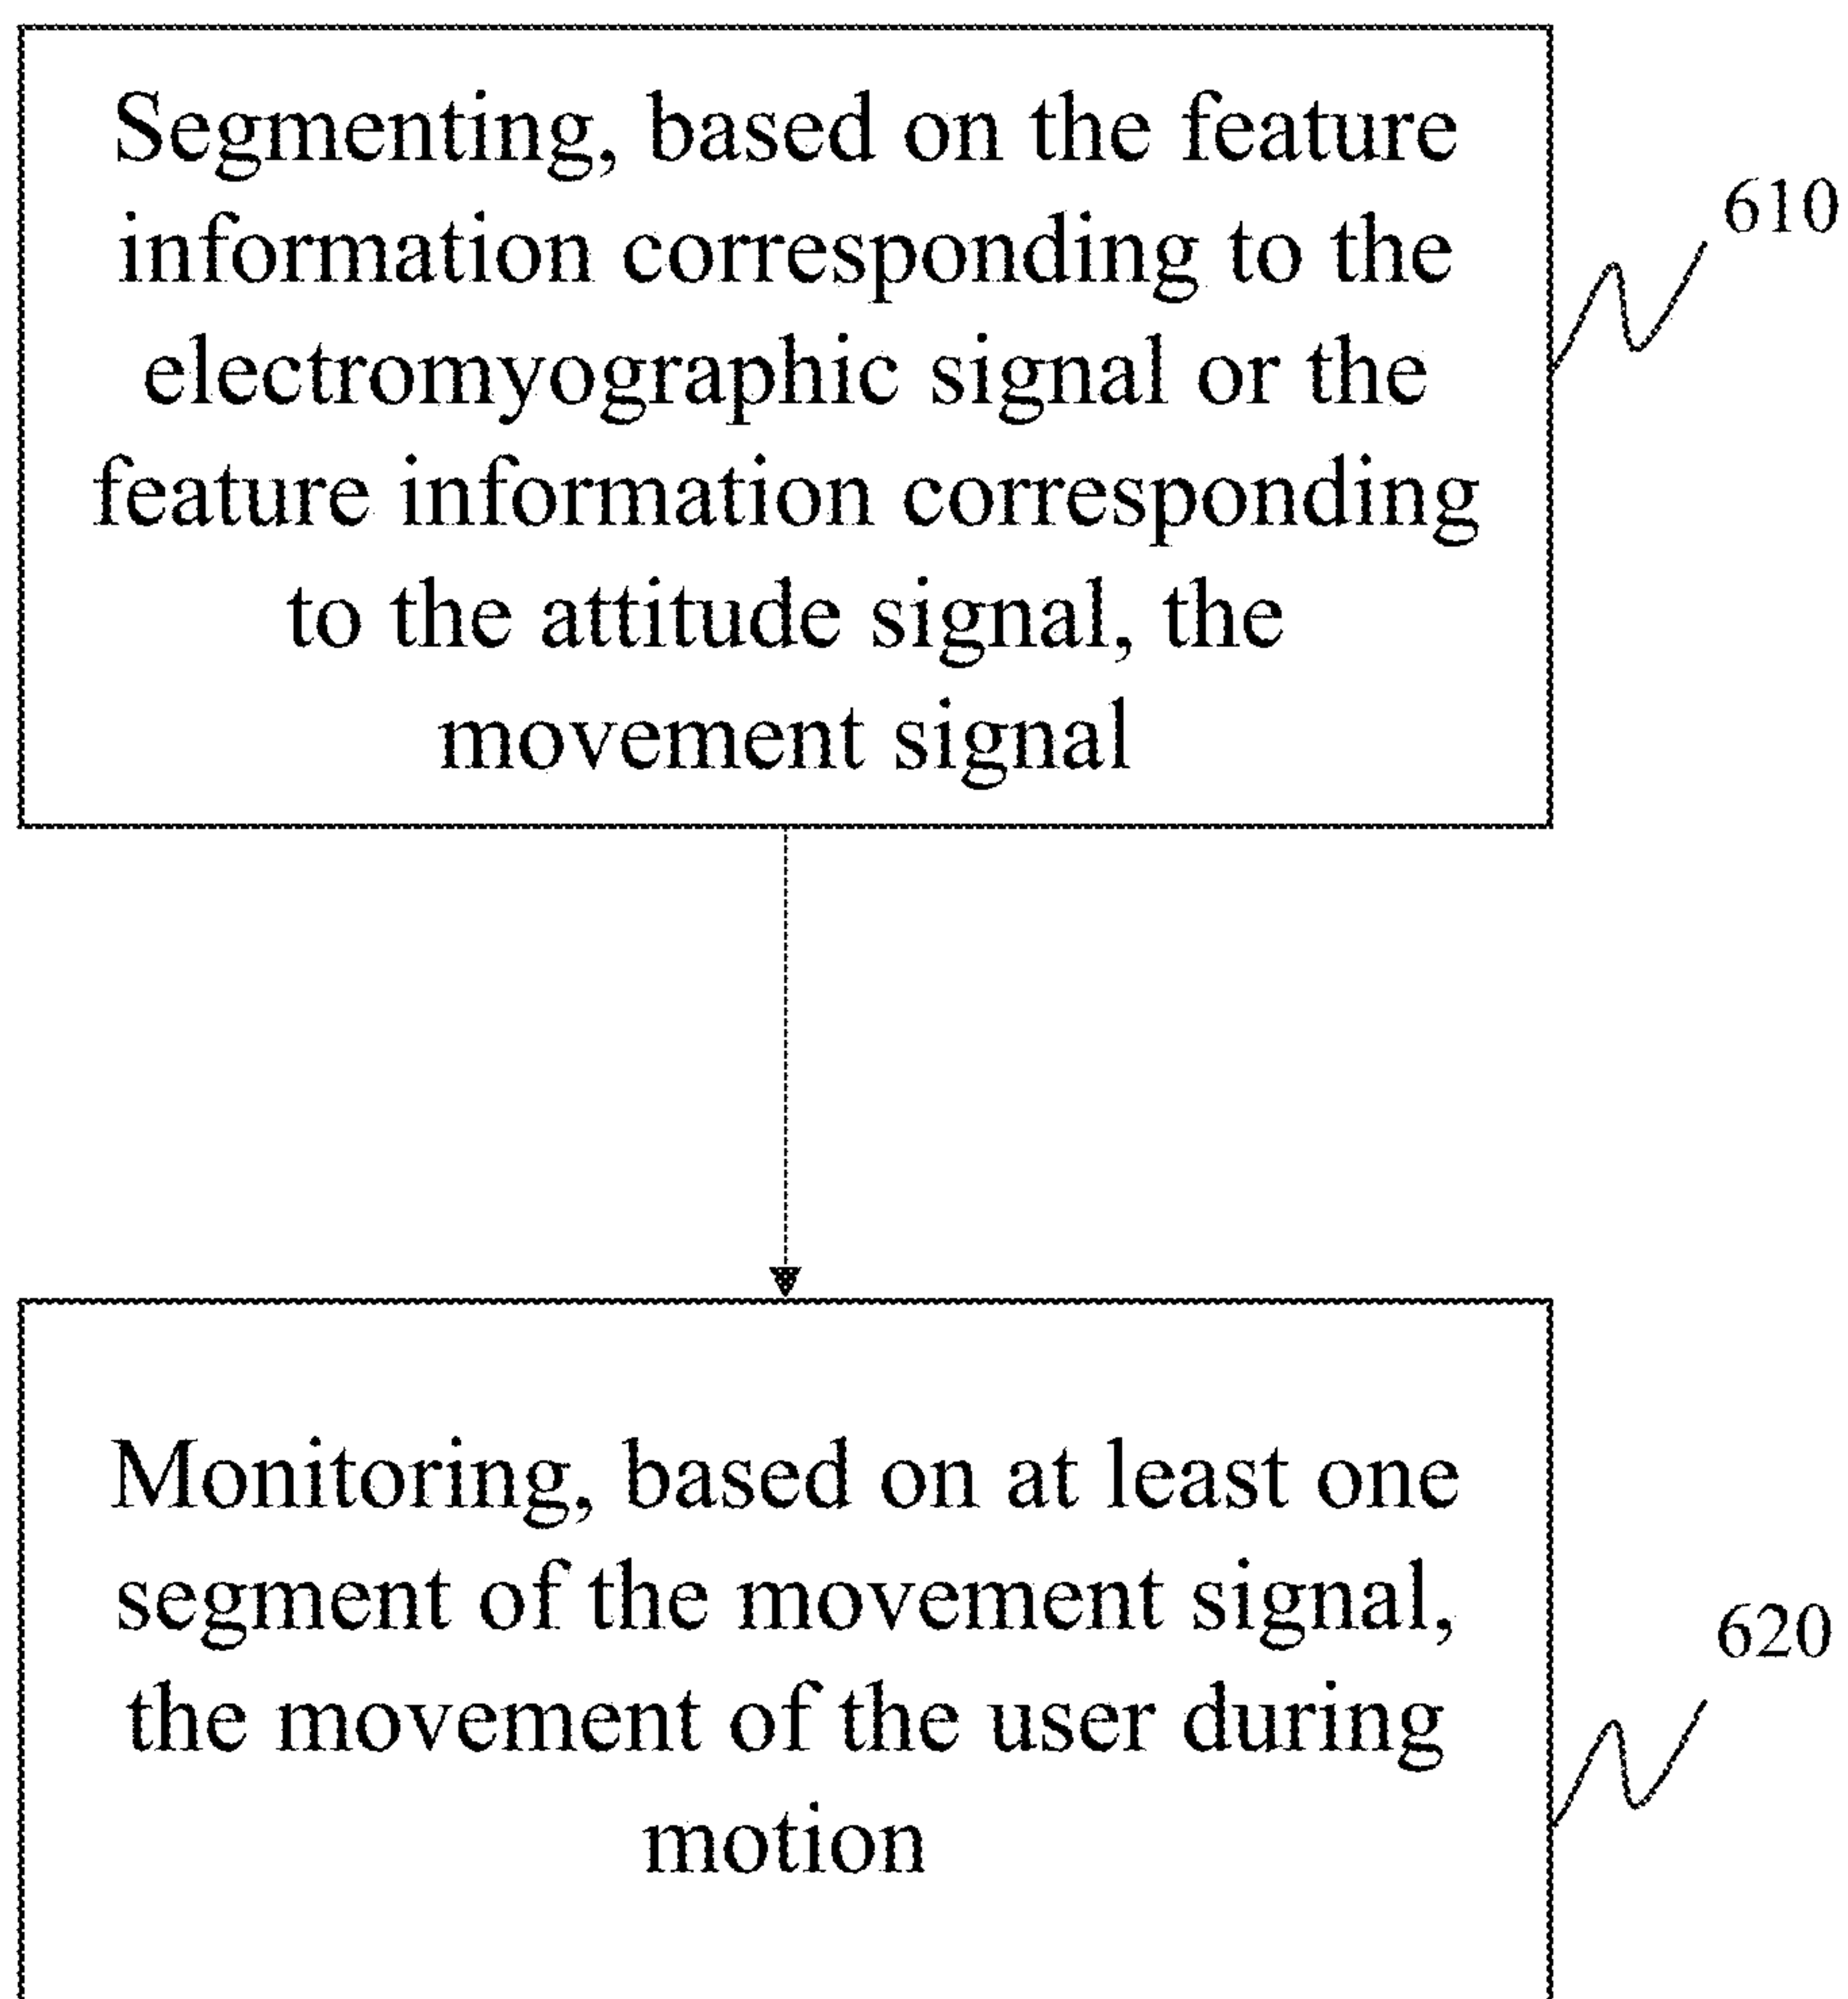 Segmenting, based on the feature
information corresponding to the
electromyographic signal or the
feature information corresponding
to the attitude signal, the
movement signal
610
Monitoring, based on at least one
segment of the movement signal,
the movement of the user during
motion
620